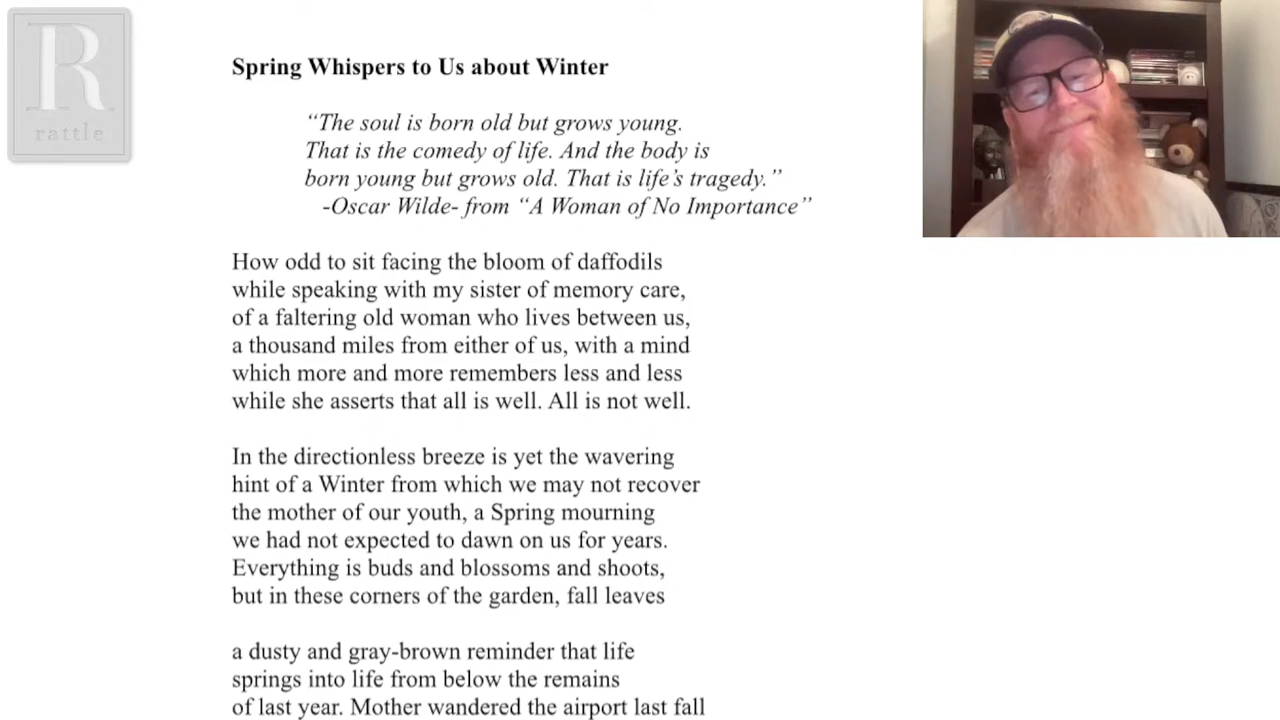 R
rattle
Spring Whispers to Us about Winter
“The soul is born old but grows young.
That is the comedy of life. And the body is
born young but grows old. That is life’s tragedy.”
-Oscar Wilde- from “A Woman of No Importance”
How odd to sit facing the bloom of daffodils
while speaking with my sister of memory care,
of a faltering old woman who lives between us,
a thousand miles from either of us, with a mind
which more and more remembers less and less
while she asserts that all is well. All is not well.
In the directionless breeze is yet the wavering
hint of a Winter from which we may not recover
the mother of our youth, a Spring mourning
we had not expected to dawn on us for years.
Everything is buds and blossoms and shoots,
but in these corners of the garden, fall leaves
a dusty and gray-brown reminder that life
springs into life from below the remains
of last year. Mother wandered the airport last fall